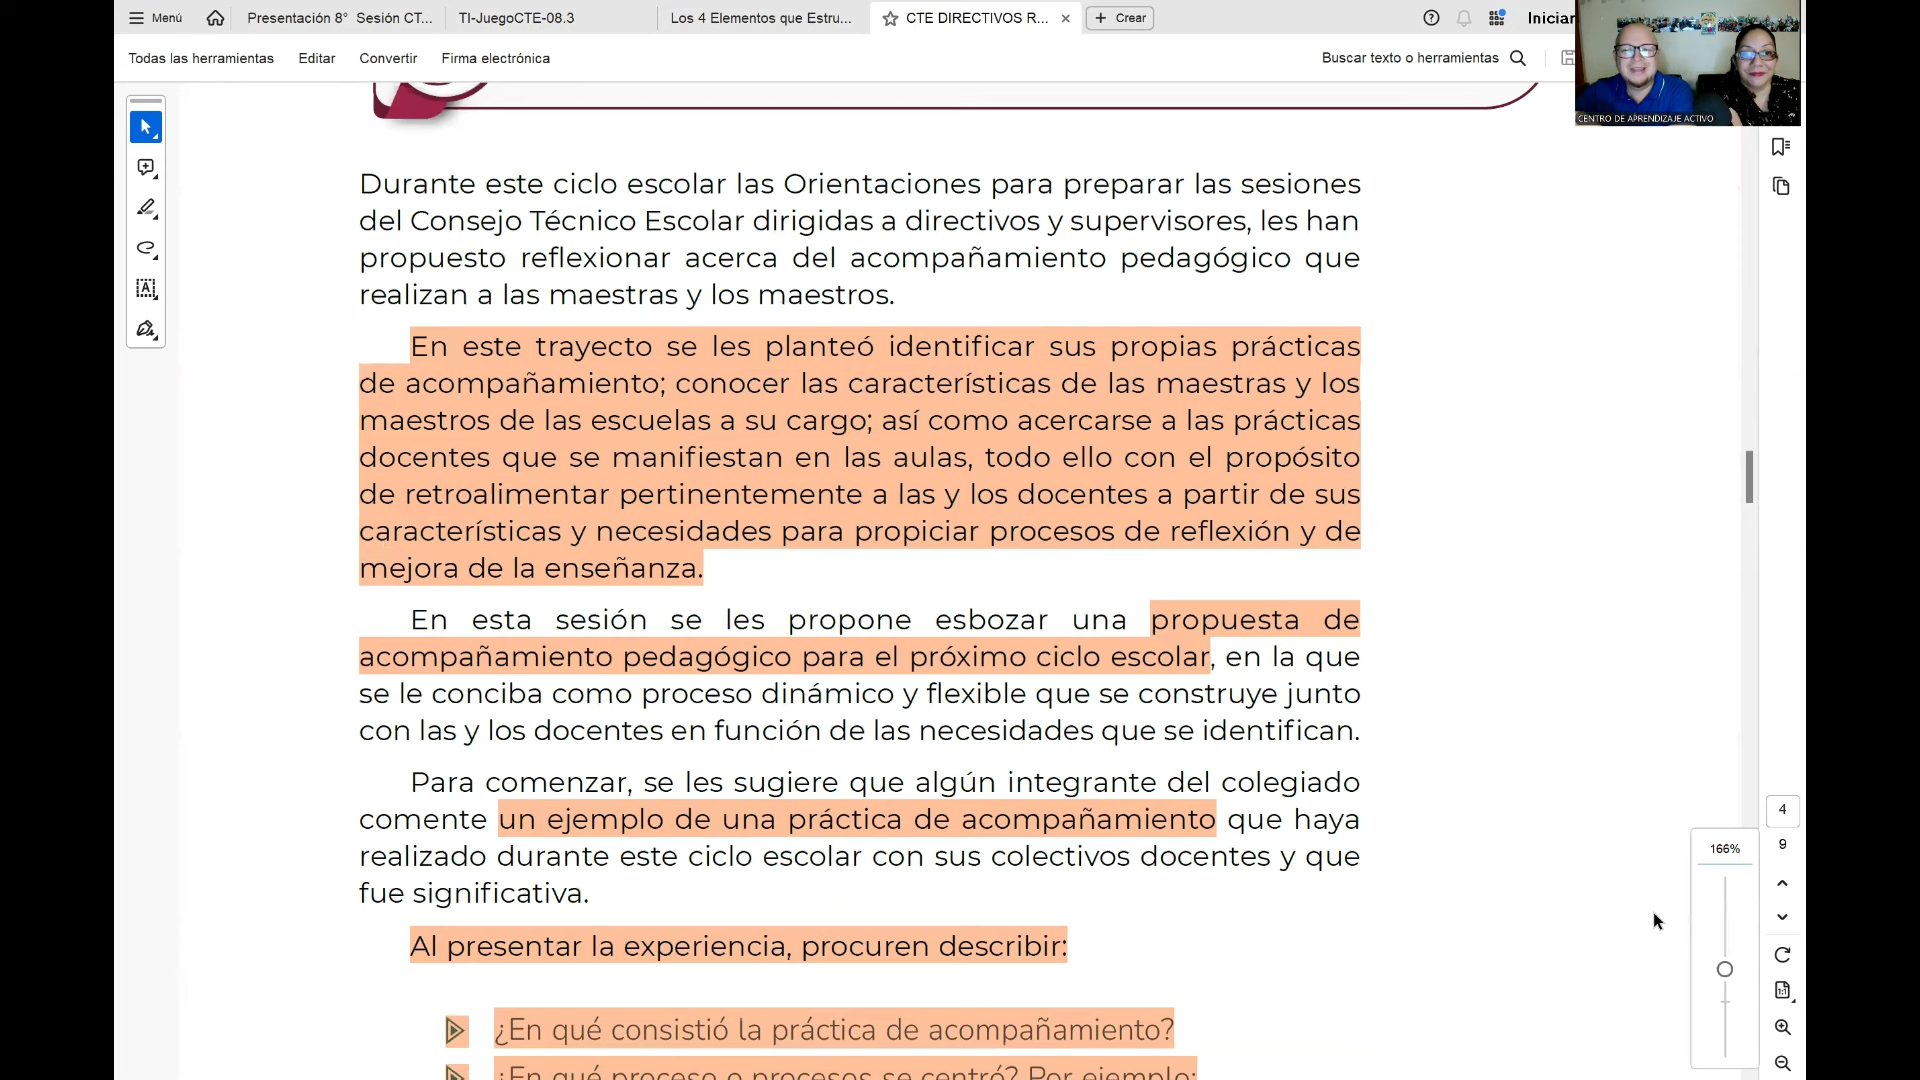 Menú
Presentación 8° Sesión CT...
TI-JuegoCTE-08.3
Los 4 Elementos que Estru...
CTE DIRECTIVOS R...
Crear
Iniciar
Todas las herramientas
Editar
Convertir
Firma electrónica
Buscar texto o herramientas
CENTRO DE APRENDIZAJE ACTIVO
Durante este ciclo escolar las Orientaciones para preparar las sesiones
del Consejo Técnico Escolar dirigidas a directivos y supervisores, les han
propuesto reflexionar acerca del acompañamiento pedagógico que
realizan a las maestras y los maestros.
En este trayecto se les planteó identificar sus propias prácticas
de acompañamiento; conocer las características de las maestras y los
maestros de las escuelas a su cargo; así como acercarse a las prácticas
docentes que se manifiestan en las aulas, todo ello con el propósito
de retroalimentar pertinentemente a las y los docentes a partir de sus
características y necesidades para propiciar procesos de reflexión y de
mejora de la enseñanza.
En esta sesión se les propone esbozar una propuesta de
acompañamiento pedagógico para el próximo ciclo escolar, en la que
se le conciba como proceso dinámico y flexible que se construye junto
con las y los docentes en función de las necesidades que se identifican.
Para comenzar, se les sugiere que algún integrante del colegiado
comente un ejemplo de una práctica de acompañamiento que haya
realizado durante este ciclo escolar con sus colectivos docentes y que
fue significativa.
Al presentar la experiencia, procuren describir:
¿En qué consistió la práctica de acompañamiento?
¿En qué proceso o procesos se centró? Por ejemplo:
4
9
166%